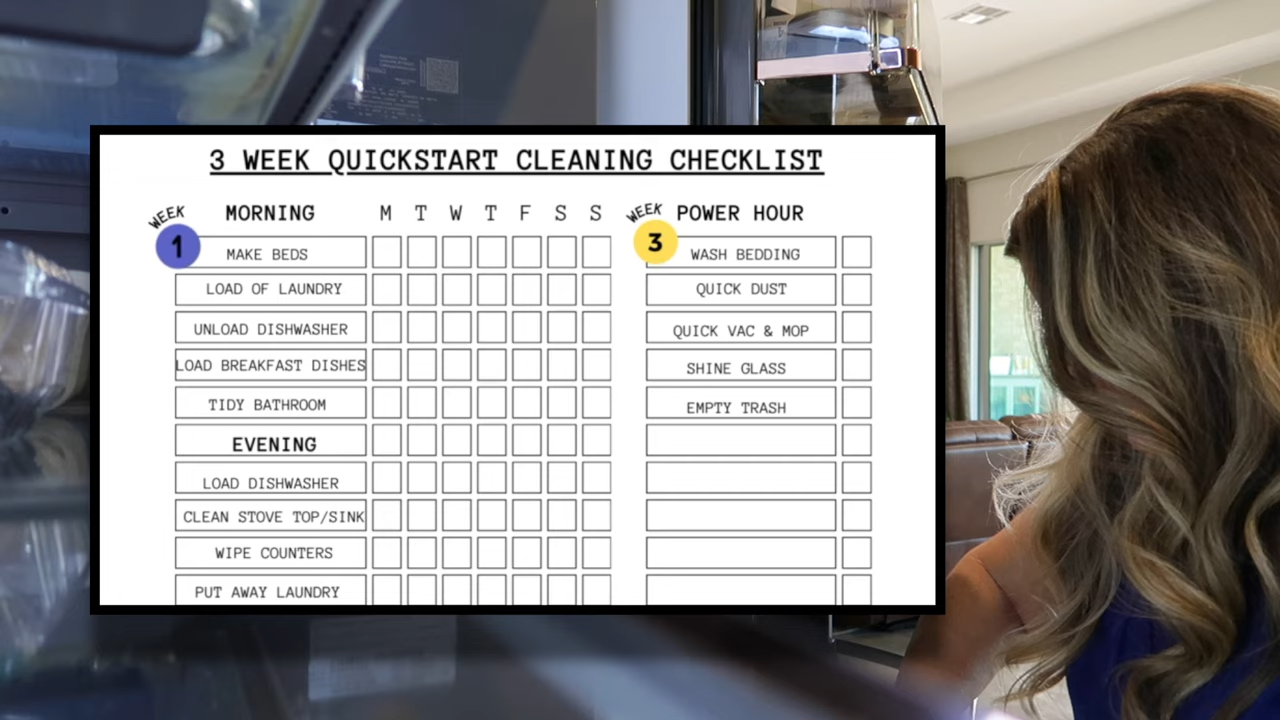 3 WEEK QUICKSTART CLEANING CHECKLIST
WEEK
1
MORNING
M T W T F S S
MAKE BEDS
LOAD OF LAUNDRY
UNLOAD DISHWASHER
LOAD BREAKFAST DISHES
TIDY BATHROOM
EVENING
LOAD DISHWASHER
CLEAN STOVE TOP/SINK
WIPE COUNTERS
PUT AWAY LAUNDRY
WEEK
3
POWER HOUR
WASH BEDDING
QUICK DUST
QUICK VAC & MOP
SHINE GLASS
EMPTY TRASH